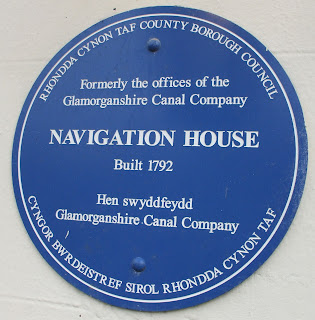 RHONDDA CYNON TAF COUNTY BOROUGH COUNCIL
Formerly the offices of the
Glamorganshire Canal Company
NAVIGATION HOUSE
Built 1792
Hen swyddfeydd
Glamorganshire Canal Company
CYNGOR BWRDEISTREF SIROL RHONDDA CYNON TAF